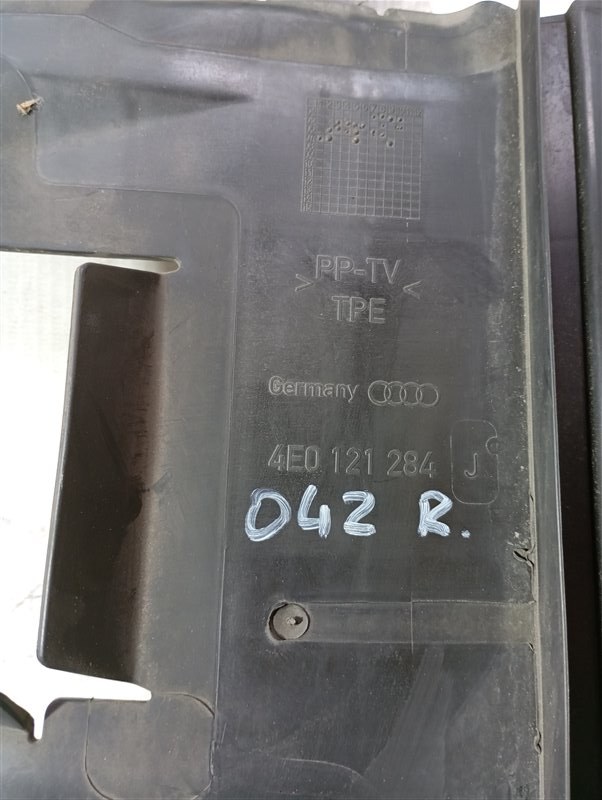 >PP-TV<
TPE
Germany
4E0 121 284 J
042 R.